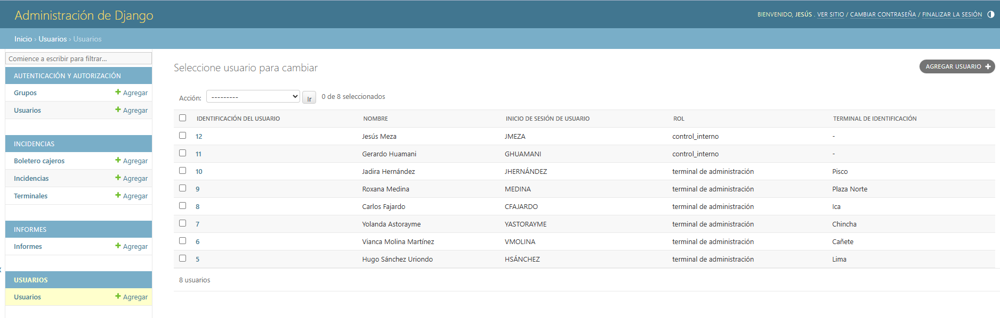 Administración de Django
BIENVENIDO, JESÚS . VER SITIO / CAMBIAR CONTRASEÑA / FINALIZAR LA SESIÓN
Inicio › Usuarios › Usuarios
Comience a escribir para filtrar...
AUTENTICACIÓN Y AUTORIZACIÓN
Grupos Agregar
Usuarios Agregar
INCIDENCIAS
Boletero cajeros Agregar
Incidencias Agregar
Terminales Agregar
INFORMES
Informes Agregar
USUARIOS
Usuarios Agregar
Seleccione usuario para cambiar
AGREGAR USUARIO
Acción: --------- Ir 0 de 8 seleccionados
IDENTIFICACIÓN DEL USUARIO NOMBRE INICIO DE SESIÓN DE USUARIO ROL TERMINAL DE IDENTIFICACIÓN
12 Jesús Meza JMEZA control_interno -
11 Gerardo Huamani GHUAMANI control_interno -
10 Jadira Hernández JHERNÁNDEZ terminal de administración Pisco
9 Roxana Medina MEDINA terminal de administración Plaza Norte
8 Carlos Fajardo CFAJARDO terminal de administración Ica
7 Yolanda Astorayme YASTORAYME terminal de administración Chincha
6 Vianca Molina Martínez VMOLINA terminal de administración Cañete
5 Hugo Sánchez Uriondo HSÁNCHEZ terminal de administración Lima
8 usuarios